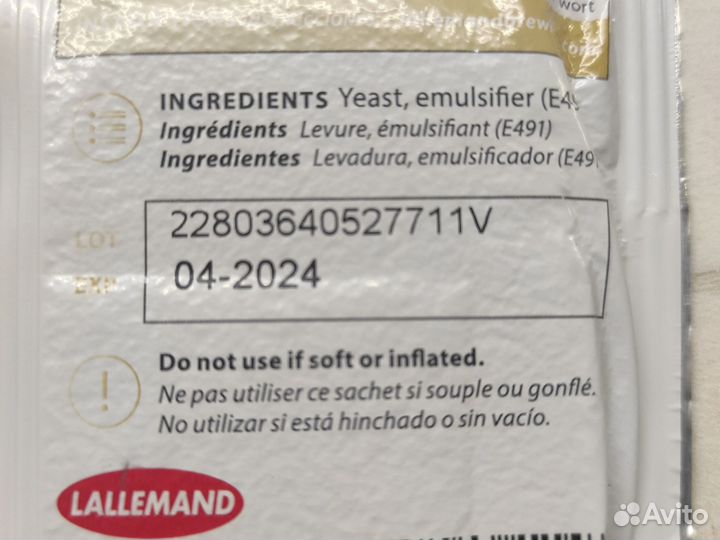 wort
INGREDIENTS Yeast, emulsifier (E49
Ingrédients Levure, émulsifiant (E491)
Ingredientes Levadura, emulsificador (E49
LOT 22803640527711V
EXP 04-2024
Do not use if soft or inflated.
Ne pas utiliser ce sachet si souple ou gonflé.
No utilizar si está hinchado o sin vacío.
LALLEMAND
Avito